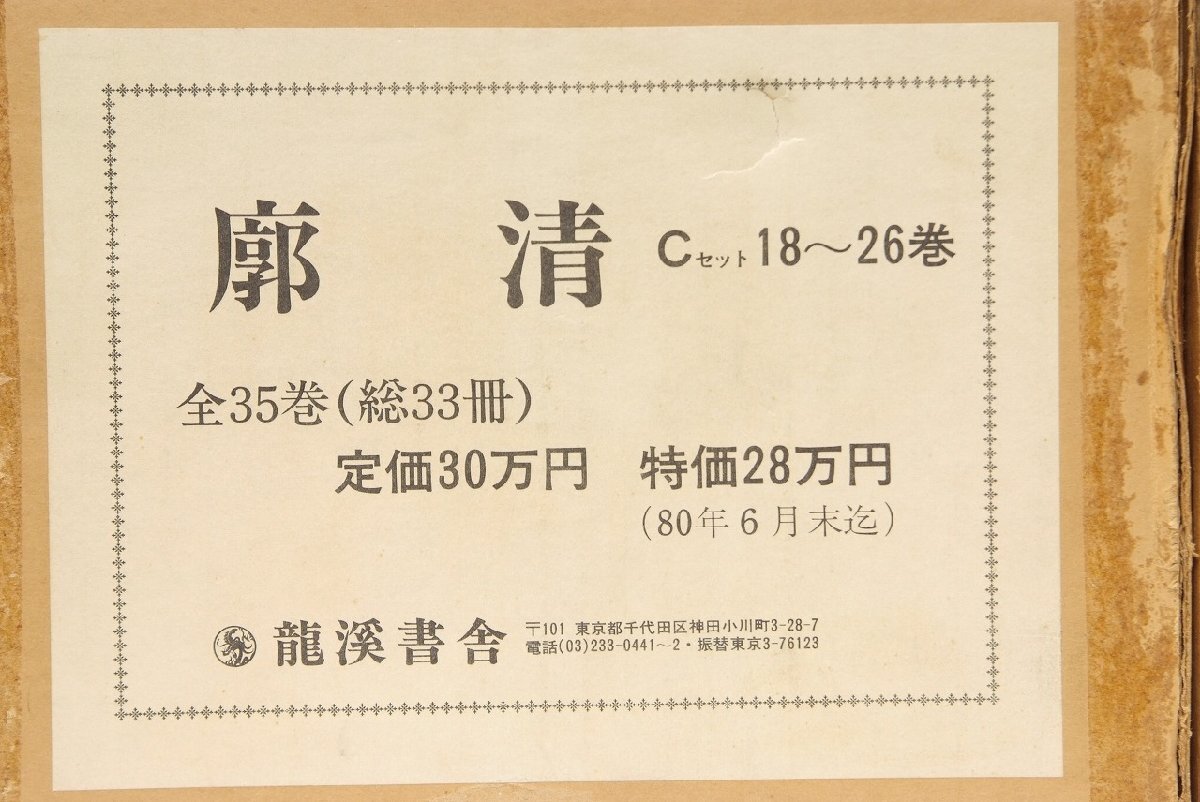 廓清 Cセット18〜26巻
全35巻(総33冊)
定価30万円 特価28万円
(80年6月末迄)
龍溪書舎 〒101 東京都千代田区神田小川町3-28-7
電話(03)233-0441〜2・振替東京3-76123